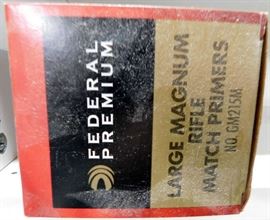 FEDERAL
PREMIUM
LARGE MAGNUM
RIFLE
MATCH PRIMERS
NO. GM215M